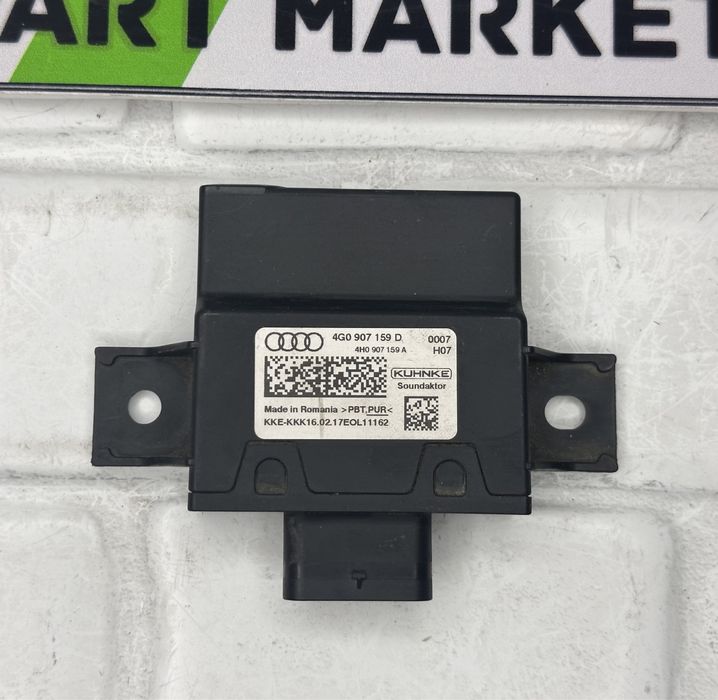 ART MARKET
4G0 907 159 D 0007
4H0 907 159 A H07
KUHNKE
Soundaktor
Made in Romania >PBT,PUR<
KKE-KKK16.02.17EOL11162